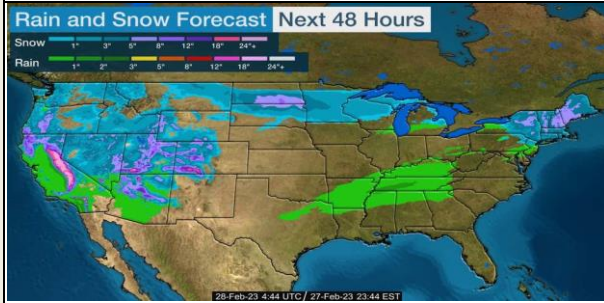 Rain and Snow Forecast Next 48 Hours
Snow
1" 3" 5" 8" 12" 18" 24"+
Rain
1" 2" 3" 5" 8" 12" 18" 24"+
28-Feb-23 4:44 UTC / 27-Feb-23 23:44 EST